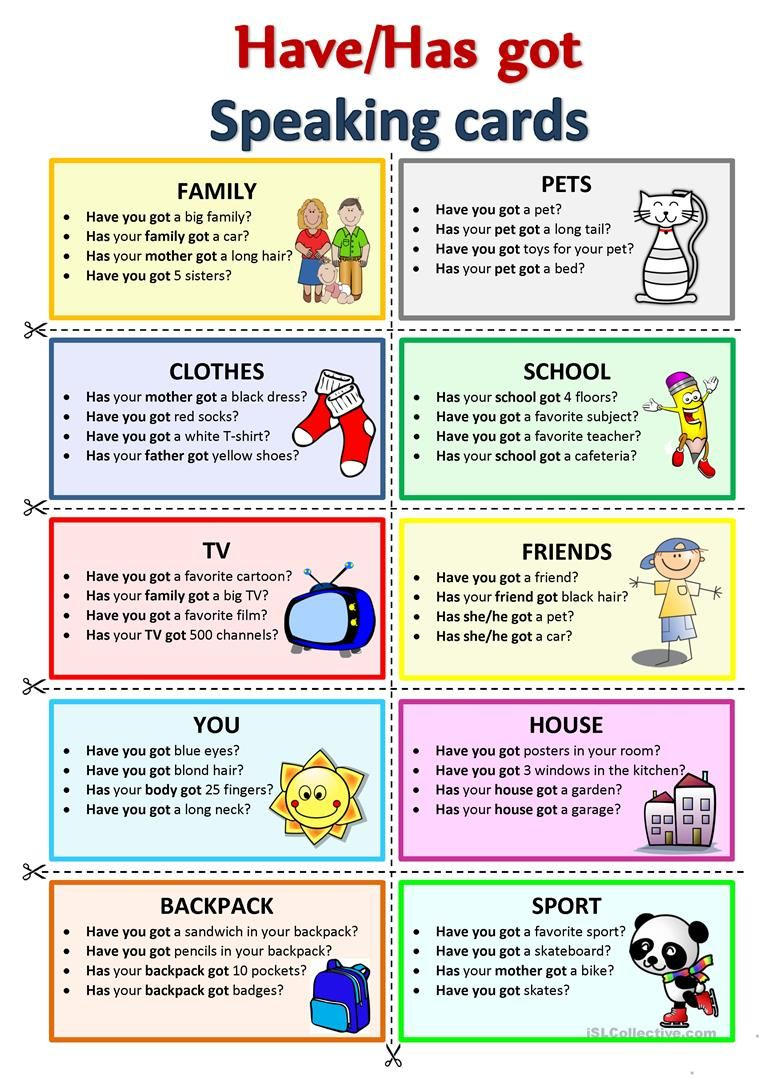 Have/Has got
Speaking cards
FAMILY
• Have you got a big family?
• Has your family got a car?
• Has your mother got a long hair?
• Have you got 5 sisters?
PETS
• Have you got a pet?
• Has your pet got a long tail?
• Have you got toys for your pet?
• Has your pet got a bed?
CLOTHES
• Has your mother got a black dress?
• Have you got red socks?
• Have you got a white T-shirt?
• Has your father got yellow shoes?
SCHOOL
• Has your school got 4 floors?
• Have you got a favorite subject?
• Have you got a favorite teacher?
• Has your school got a cafeteria?
TV
• Have you got a favorite cartoon?
• Has your family got a big TV?
• Have you got a favorite film?
• Has your TV got 500 channels?
FRIENDS
• Have you got a friend?
• Has your friend got black hair?
• Has she/he got a pet?
• Has she/he got a car?
YOU
• Have you got blue eyes?
• Have you got blond hair?
• Has your body got 25 fingers?
• Have you got a long neck?
HOUSE
• Have you got posters in your room?
• Have you got 3 windows in the kitchen?
• Has your house got a garden?
• Has your house got a garage?
BACKPACK
• Have you got a sandwich in your backpack?
• Have you got pencils in your backpack?
• Has your backpack got 10 pockets?
• Has your backpack got badges?
SPORT
• Have you got a favorite sport?
• Have you got a skateboard?
• Has your mother got a bike?
• Have you got skates?
iSLCollective.com